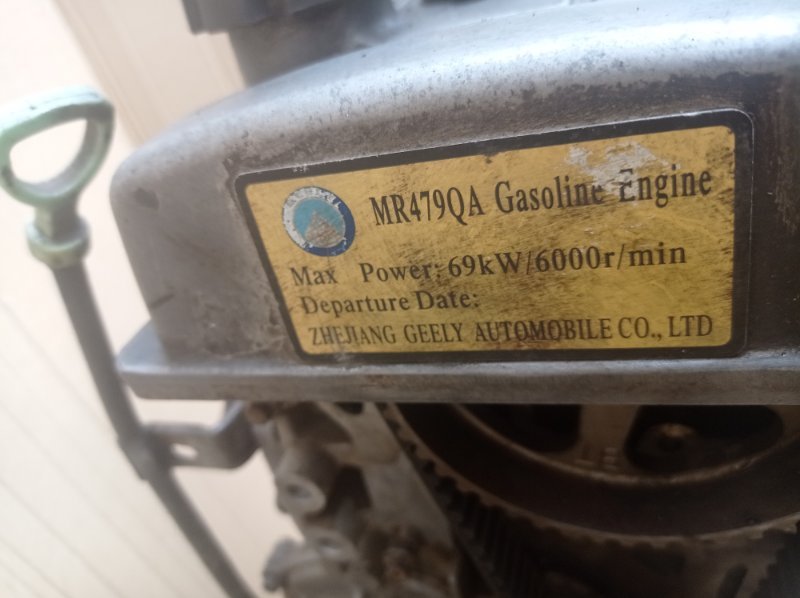 MR479QA Gasoline Engine
Max Power: 69kW/6000r/min
Departure Date:
ZHEJIANG GEELY AUTOMOBILE CO., LTD